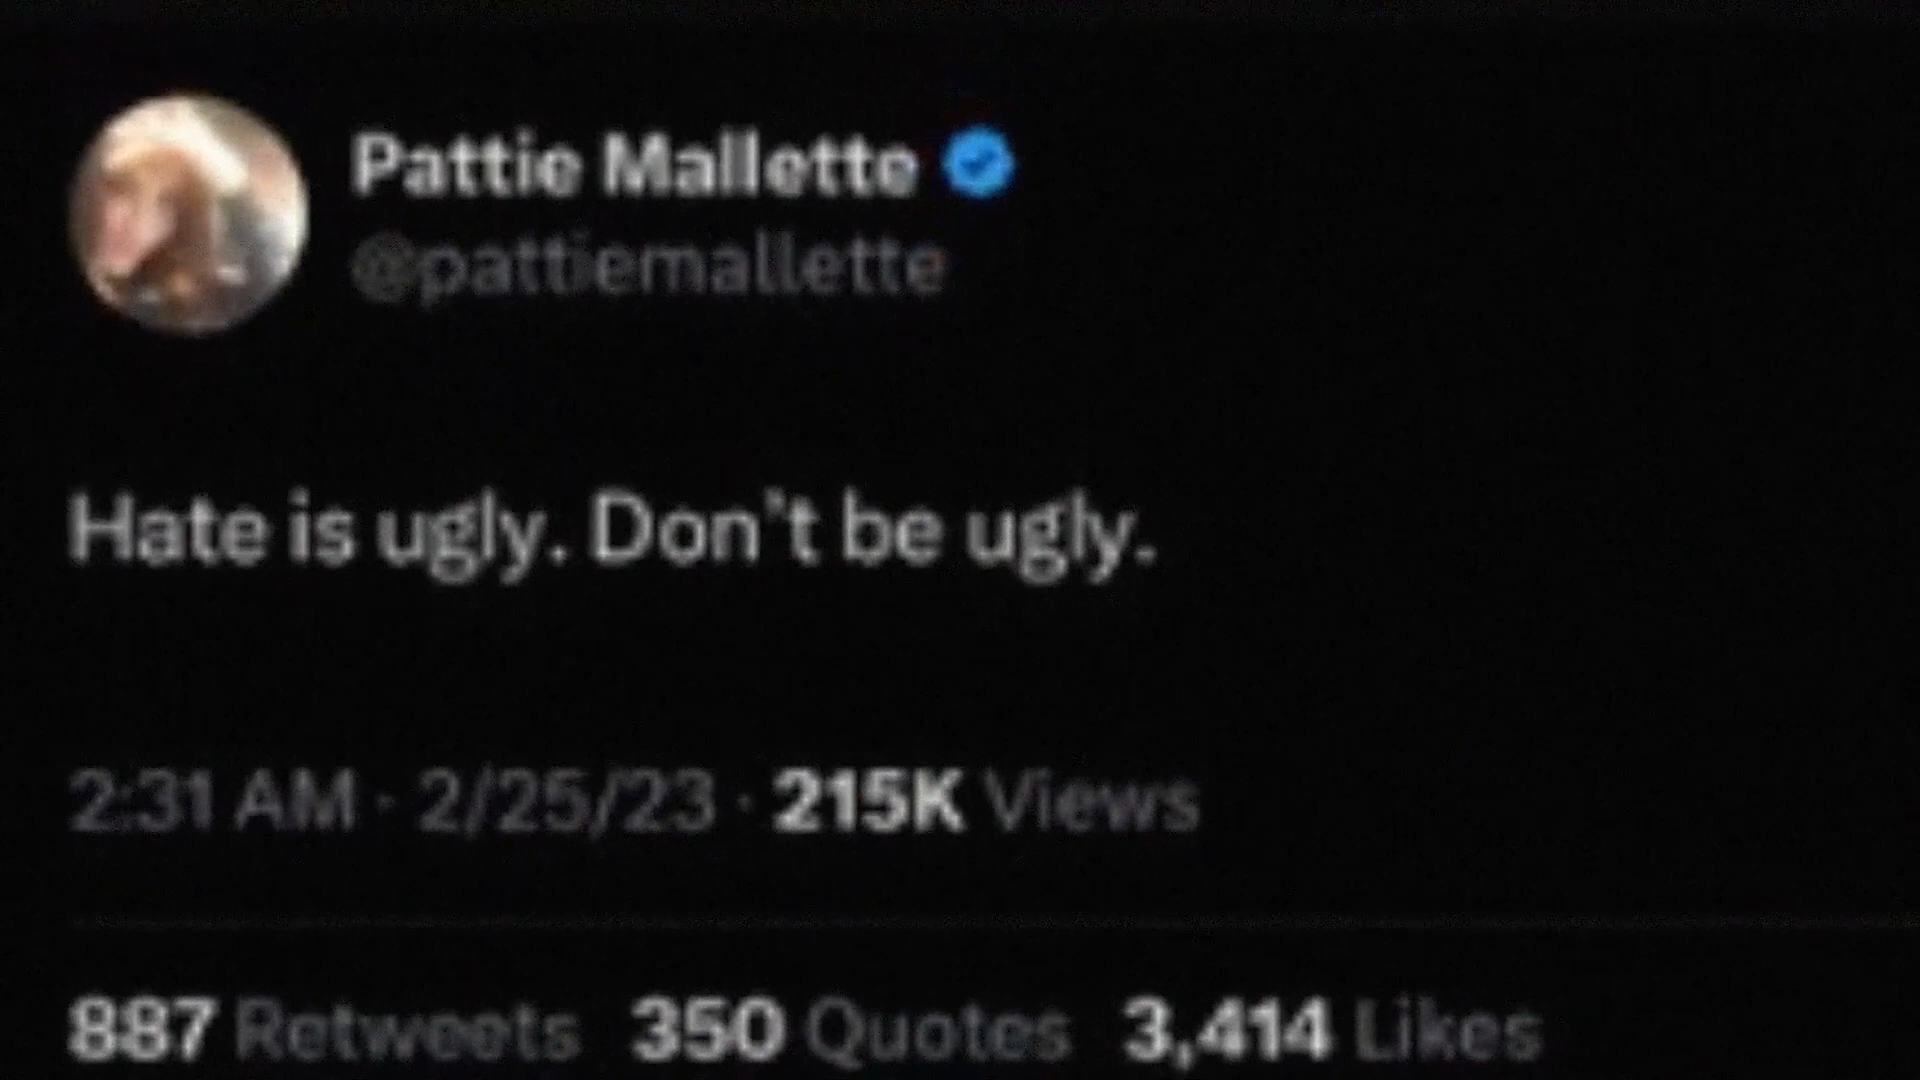 Pattie Mallette
@pattiemallette
Hate is ugly. Don't be ugly.
2:31 AM · 2/25/23 · 215K Views
887 Retweets 350 Quotes 3,414 Likes